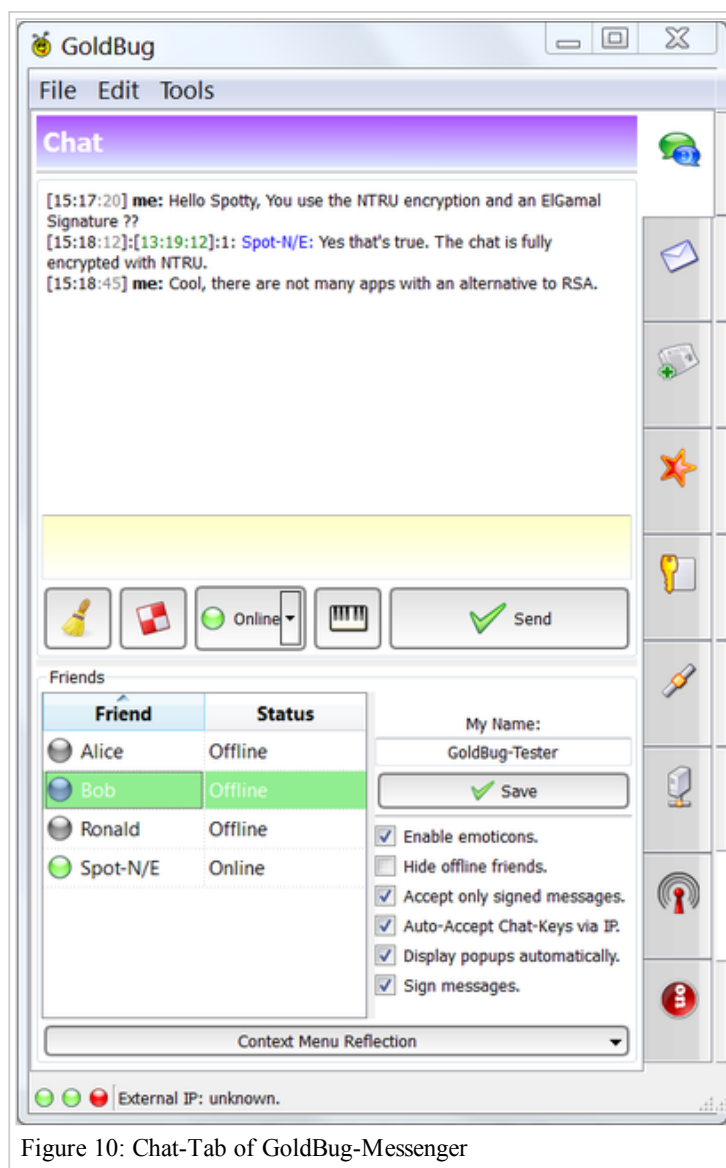 GoldBug
File Edit Tools
Chat
[15:17:20] me: Hello Spotty, You use the NTRU encryption and an ElGamal
Signature ??
[15:18:12]:[13:19:12]:1: Spot-N/E: Yes that's true. The chat is fully
encrypted with NTRU.
[15:18:45] me: Cool, there are not many apps with an alternative to RSA.
Online
Send
Friends
Friend Status
My Name:
Alice Offline
GoldBug-Tester
Bob Offline
Save
Ronald Offline
Enable emoticons.
Spot-N/E Online
Hide offline friends.
Accept only signed messages.
Auto-Accept Chat-Keys via IP.
Display popups automatically.
Sign messages.
Context Menu Reflection
External IP: unknown.
Figure 10: Chat-Tab of GoldBug-Messenger